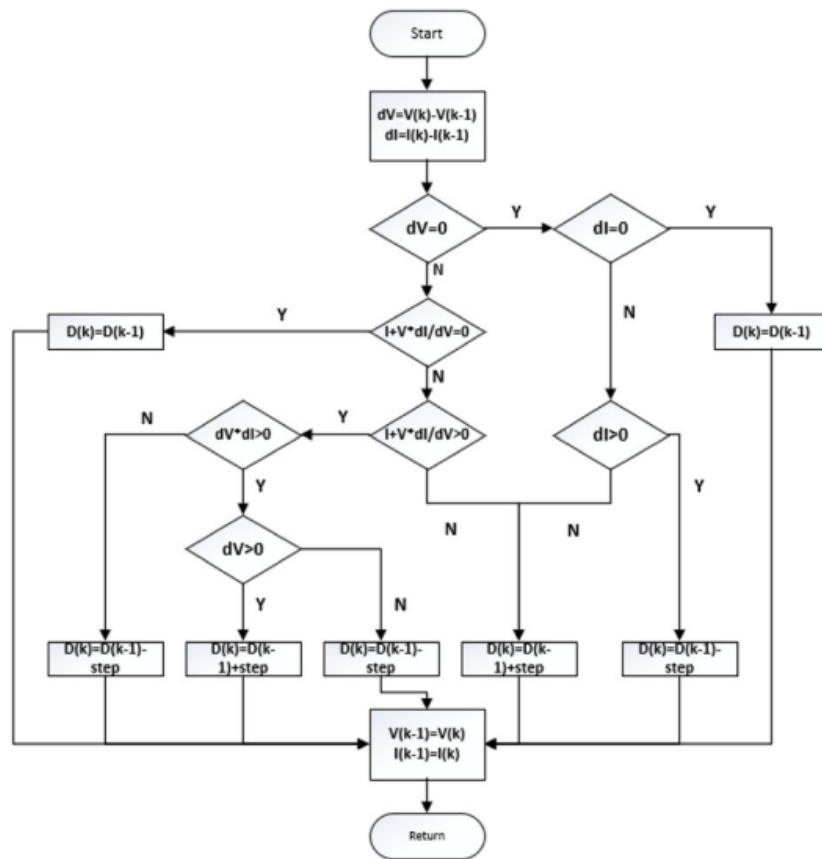 Start
dV=V(k)-V(k-1)
dI=I(k)-I(k-1)
dV=0
Y
dI=0
Y
N
D(k)=D(k-1)
Y
I+V*dI/dV=0
N
D(k)=D(k-1)
N
N
dV*dI>0
Y
I+V*dI/dV>0
dI>0
Y
Y
N
N
dV>0
Y
N
D(k)=D(k-1)-
step
D(k)=D(k-
1)+step
D(k)=D(k-1)-
step
D(k)=D(k-
1)+step
D(k)=D(k-1)-
step
V(k-1)=V(k)
I(k-1)=I(k)
Return